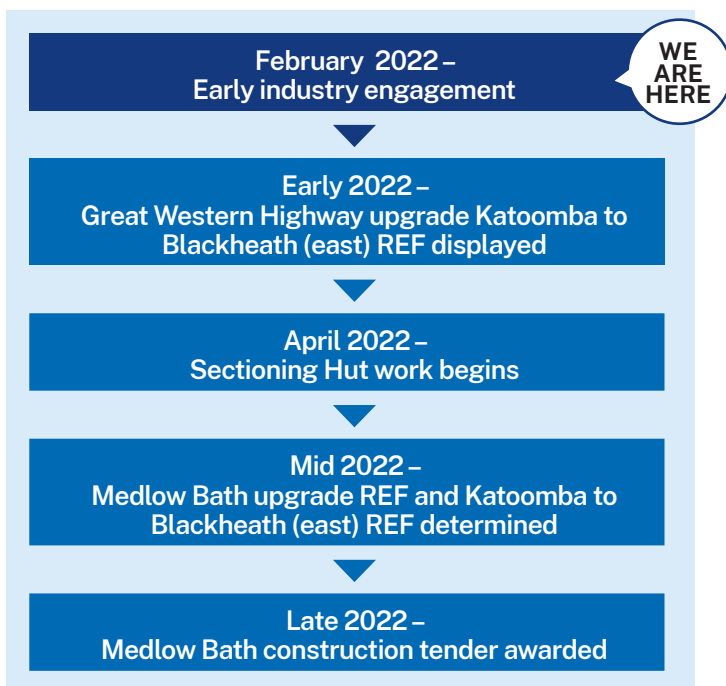 February 2022 –
Early industry engagement
WE
ARE
HERE
Early 2022 –
Great Western Highway upgrade Katoomba to
Blackheath (east) REF displayed
April 2022 –
Sectioning Hut work begins
Mid 2022 –
Medlow Bath upgrade REF and Katoomba to
Blackheath (east) REF determined
Late 2022 –
Medlow Bath construction tender awarded